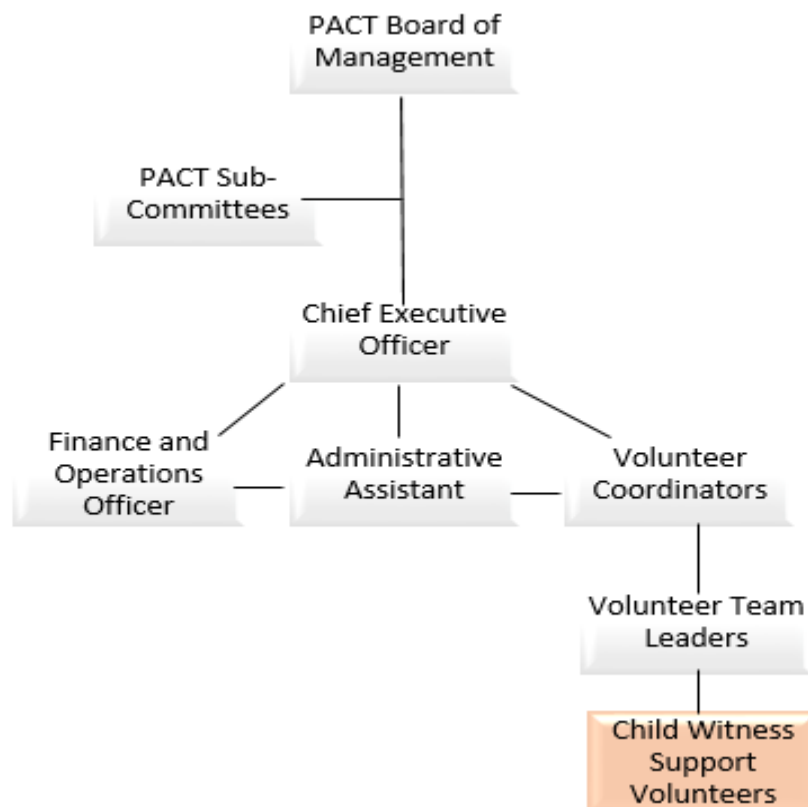 PACT Board of
Management
PACT Sub-
Committees
Chief Executive
Officer
Finance and
Operations
Officer
Administrative
Assistant
Volunteer
Coordinators
Volunteer Team
Leaders
Child Witness
Support
Volunteers